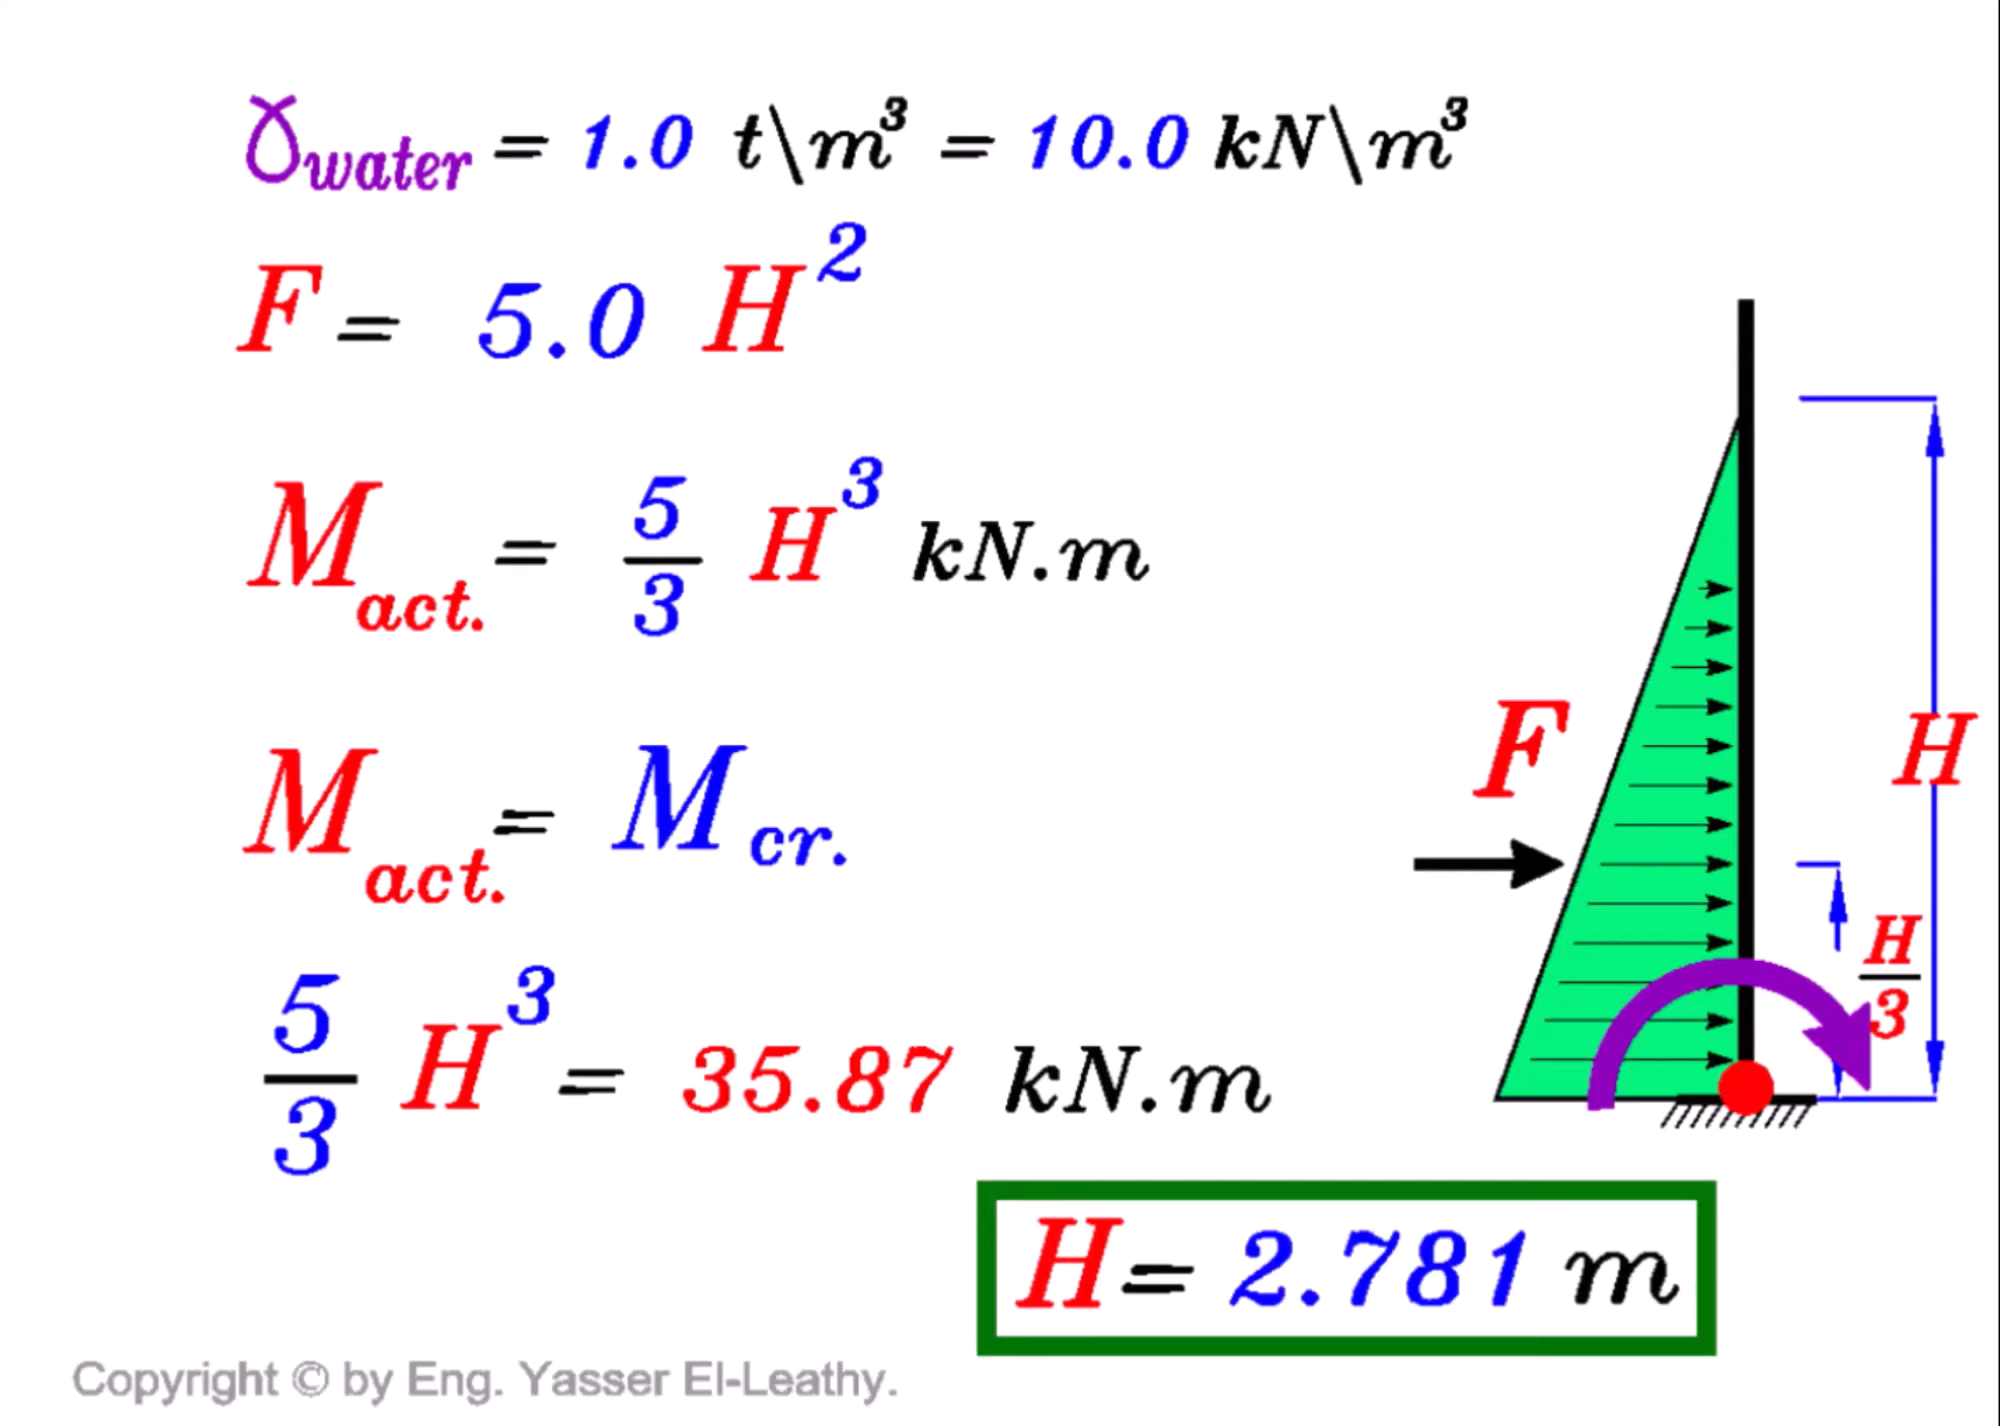 γwater = 1.0 t\m³ = 10.0 kN\m³
F = 5.0 H²
Mact. = 5/3 H³ kN.m
Mact. = Mcr.
5/3 H³ = 35.87 kN.m
H = 2.781 m
F
H
H/3
Copyright © by Eng. Yasser El-Leathy.